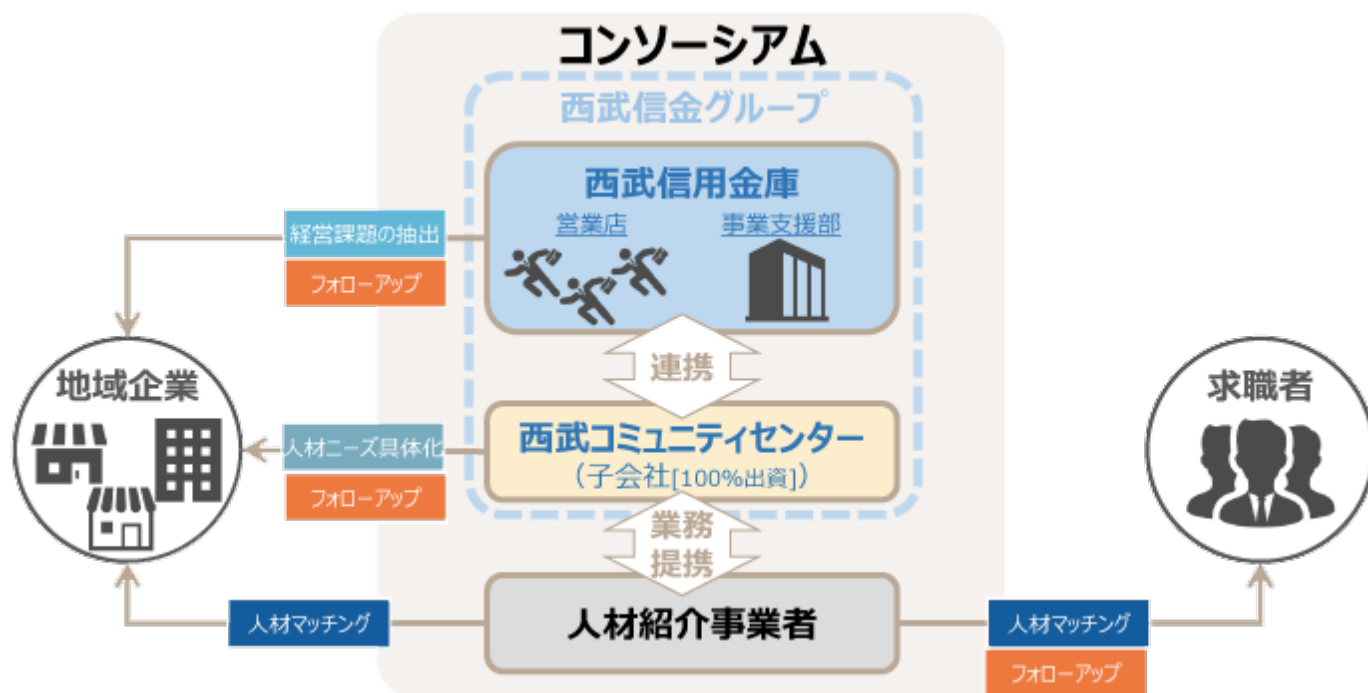 コンソーシアム
西武信金グループ
西武信用金庫
営業店
事業支援部
経営課題の抽出
フォローアップ
連携
地域企業
求職者
人材ニーズ具体化
フォローアップ
西武コミュニティセンター
(子会社[100%出資])
業務
提携
人材マッチング
人材紹介事業者
人材マッチング
フォローアップ